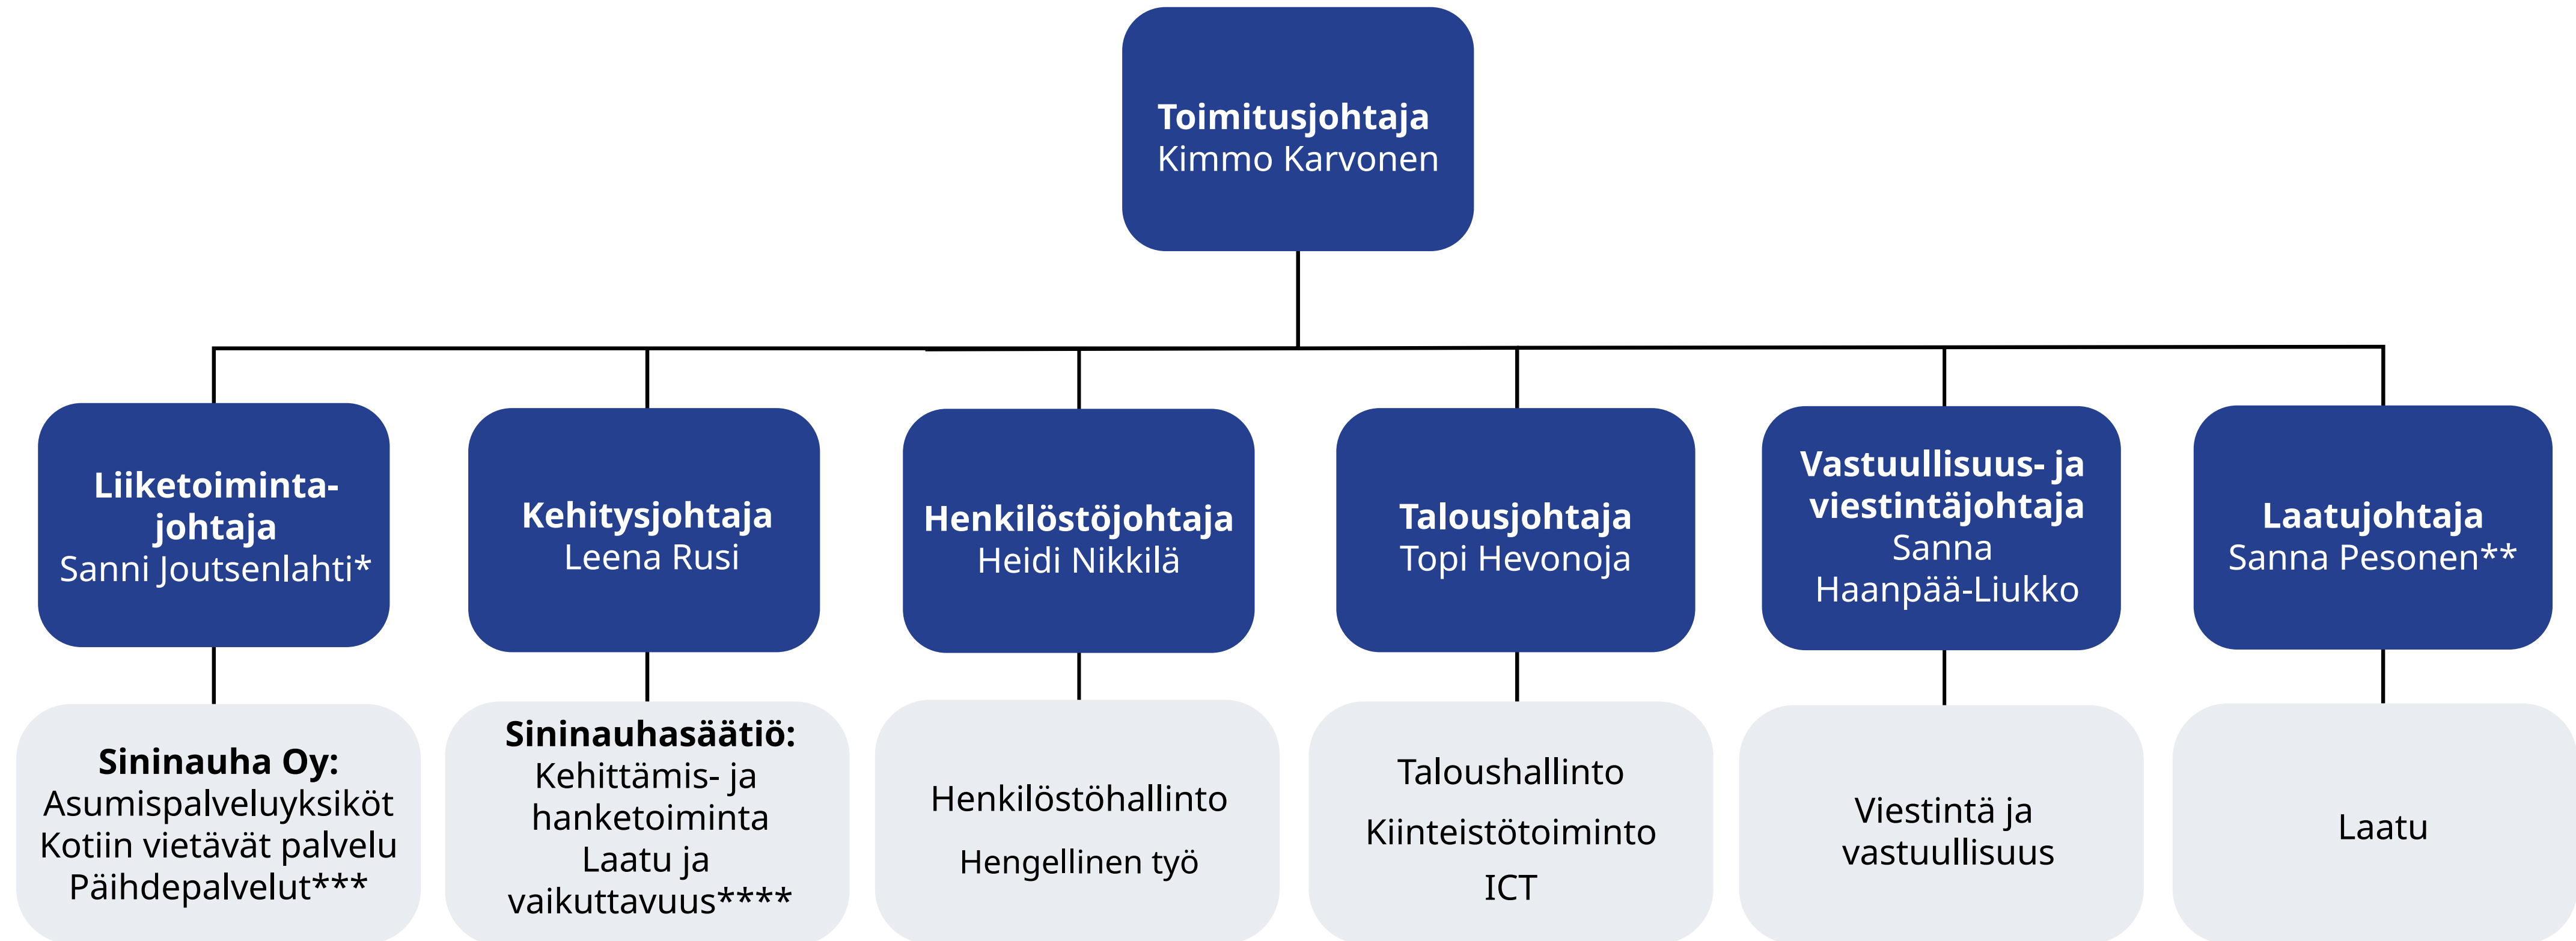 Toimitusjohtaja
Kimmo Karvonen
Liiketoiminta-
johtaja
Sanni Joutsenlahti*
Kehitysjohtaja
Leena Rusi
Henkilöstöjohtaja
Heidi Nikkilä
Talousjohtaja
Topi Hevonoja
Vastuullisuus- ja
viestintäjohtaja
Sanna
Haanpää-Liukko
Laatujohtaja
Sanna Pesonen**
Sininauha Oy:
Asumispalveluyksiköt
Kotiin vietävät palvelu
Päihdepalvelut***
Sininauhasäätiö:
Kehittämis- ja
hanketoiminta
Laatu ja
vaikuttavuus****
Henkilöstöhallinto
Hengellinen työ
Taloushallinto
Kiinteistötoiminto
ICT
Viestintä ja
vastuullisuus
Laatu